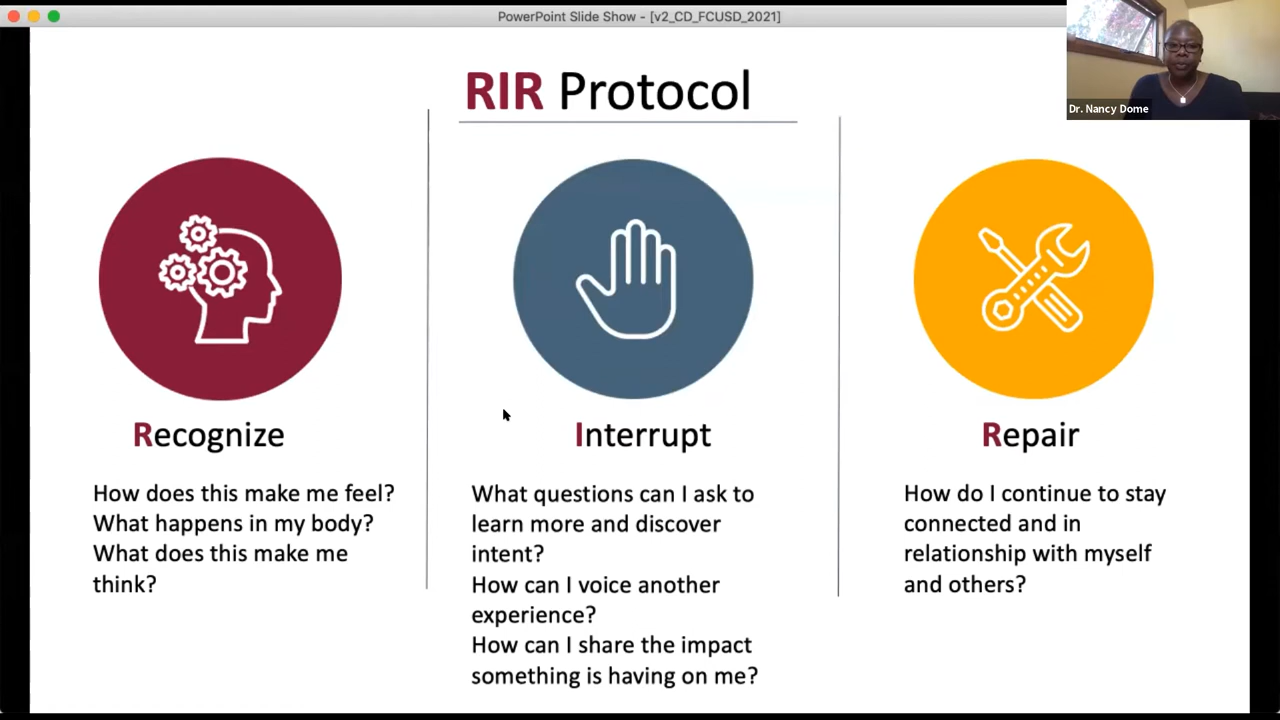 PowerPoint Slide Show - [v2_CD_FCUSD_2021]
Dr. Nancy Dome
RIR Protocol
Recognize
How does this make me feel?
What happens in my body?
What does this make me
think?
Interrupt
What questions can I ask to
learn more and discover
intent?
How can I voice another
experience?
How can I share the impact
something is having on me?
Repair
How do I continue to stay
connected and in
relationship with myself
and others?